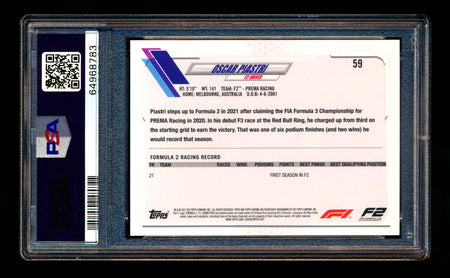 OSCAR PIASTRI
F2 DRIVER
59
HT: 5'10" WT: 141 TEAM: F2™ - PREMA RACING
HOME: MELBOURNE, AUSTRALIA D.O.B: 4-6-2001
Piastri steps up to Formula 2 in 2021 after claiming the FIA Formula 3 Championship for
PREMA Racing in 2020. In his debut F3 race at the Red Bull Ring, he charged up from third on
the starting grid to earn the victory. That was one of six podium finishes (and two wins) he
would record that season.
FORMULA 2 RACING RECORD
YR TEAM RACES WINS PODIUMS POINTS BEST FINISH BEST QUALIFYING POSITION
21 FIRST SEASON IN F2
Topps
F1
F2
64968783
PSA